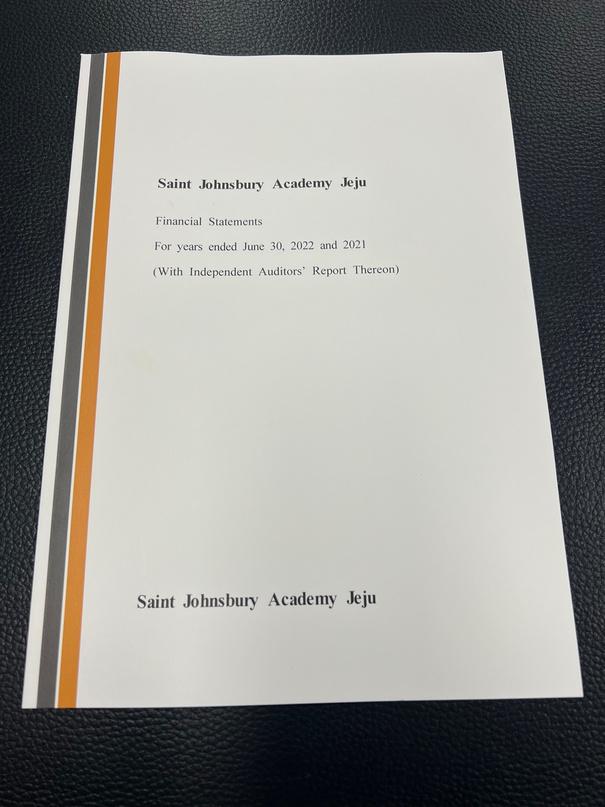 Saint Johnsbury Academy Jeju
Financial Statements
For years ended June 30, 2022 and 2021
(With Independent Auditors' Report Thereon)
Saint Johnsbury Academy Jeju